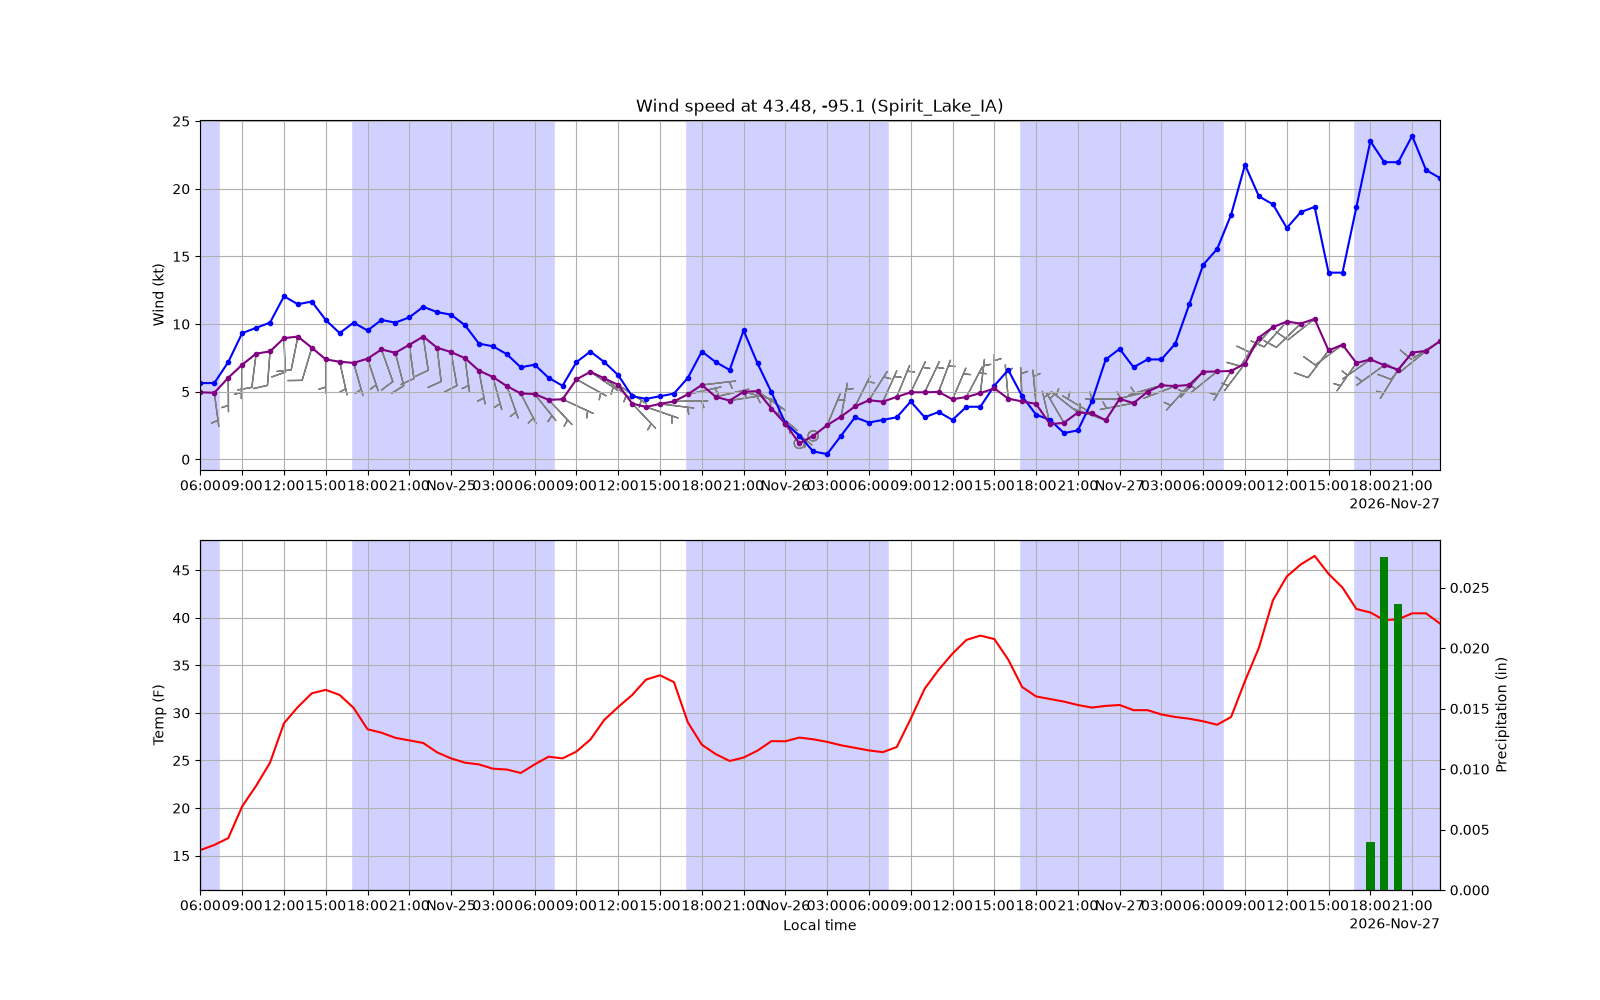 Wind speed at 43.48, -95.1 (Spirit_Lake_IA)
25
20
15
10
5
0
Wind (kt)
06:00 09:00 12:00 15:00 18:00 21:00 Nov-25 03:00 06:00 09:00 12:00 15:00 18:00 21:00 Nov-26 03:00 06:00 09:00 12:00 15:00 18:00 21:00 Nov-27 03:00 06:00 09:00 12:00 15:00 18:00 21:00
2026-Nov-27
45
40
35
30
25
20
15
Temp (F)
0.025
0.020
0.015
0.010
0.005
0.000
Precipitation (in)
06:00 09:00 12:00 15:00 18:00 21:00 Nov-25 03:00 06:00 09:00 12:00 15:00 18:00 21:00 Nov-26 03:00 06:00 09:00 12:00 15:00 18:00 21:00 Nov-27 03:00 06:00 09:00 12:00 15:00 18:00 21:00
2026-Nov-27
Local time